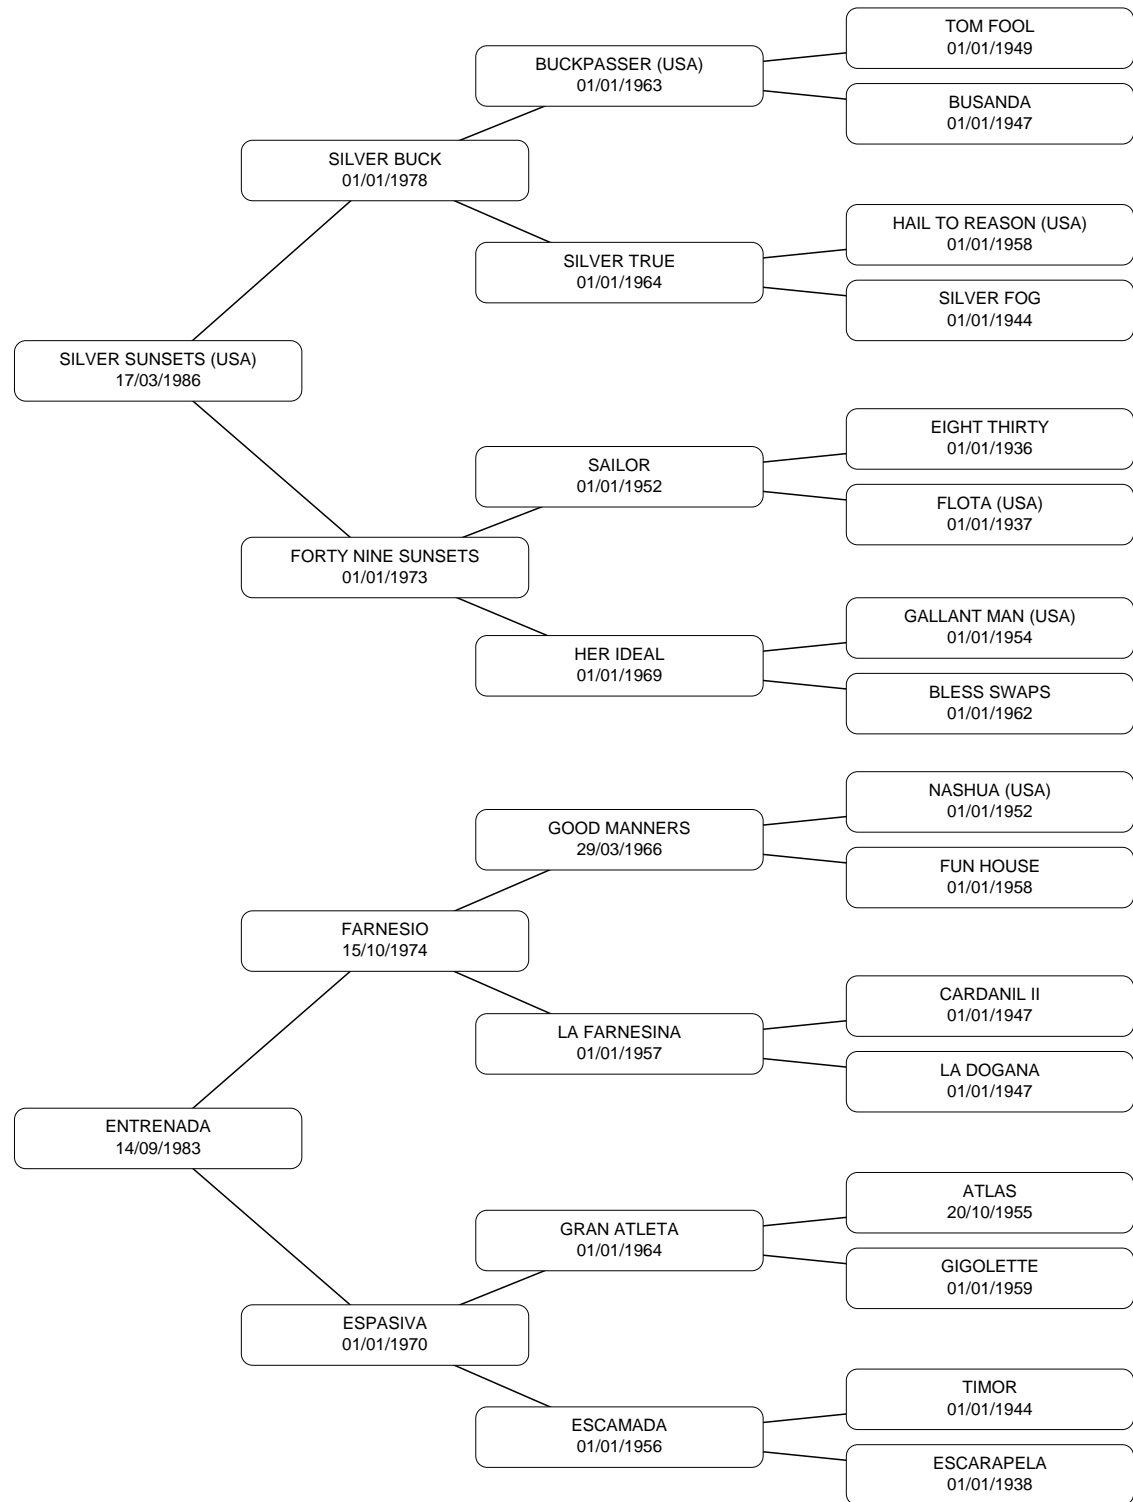 TOM FOOL
01/01/1949
BUCKPASSER (USA)
01/01/1963
BUSANDA
01/01/1947
SILVER BUCK
01/01/1978
HAIL TO REASON (USA)
01/01/1958
SILVER TRUE
01/01/1964
SILVER FOG
01/01/1944
SILVER SUNSETS (USA)
17/03/1986
EIGHT THIRTY
01/01/1936
SAILOR
01/01/1952
FLOTA (USA)
01/01/1937
FORTY NINE SUNSETS
01/01/1973
GALLANT MAN (USA)
01/01/1954
HER IDEAL
01/01/1969
BLESS SWAPS
01/01/1962
NASHUA (USA)
01/01/1952
GOOD MANNERS
29/03/1966
FUN HOUSE
01/01/1958
FARNESIO
15/10/1974
CARDANIL II
01/01/1947
LA FARNESINA
01/01/1957
LA DOGANA
01/01/1947
ENTRENADA
14/09/1983
ATLAS
20/10/1955
GRAN ATLETA
01/01/1964
GIGOLETTE
01/01/1959
ESPASIVA
01/01/1970
TIMOR
01/01/1944
ESCAMADA
01/01/1956
ESCARAPELA
01/01/1938